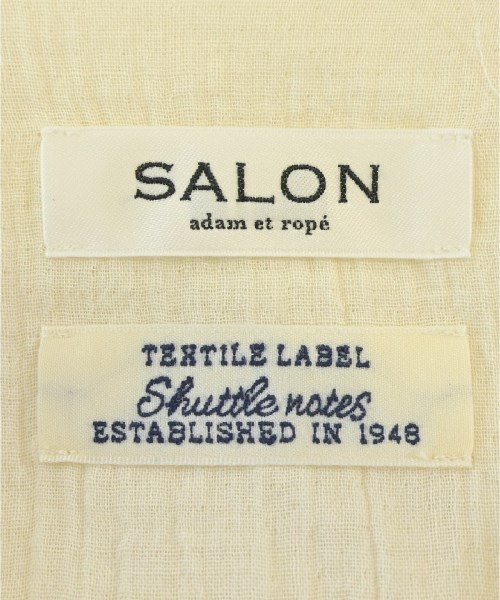 SALON
adam et ropé
TEXTILE LABEL
Shuttle notes
ESTABLISHED IN 1948